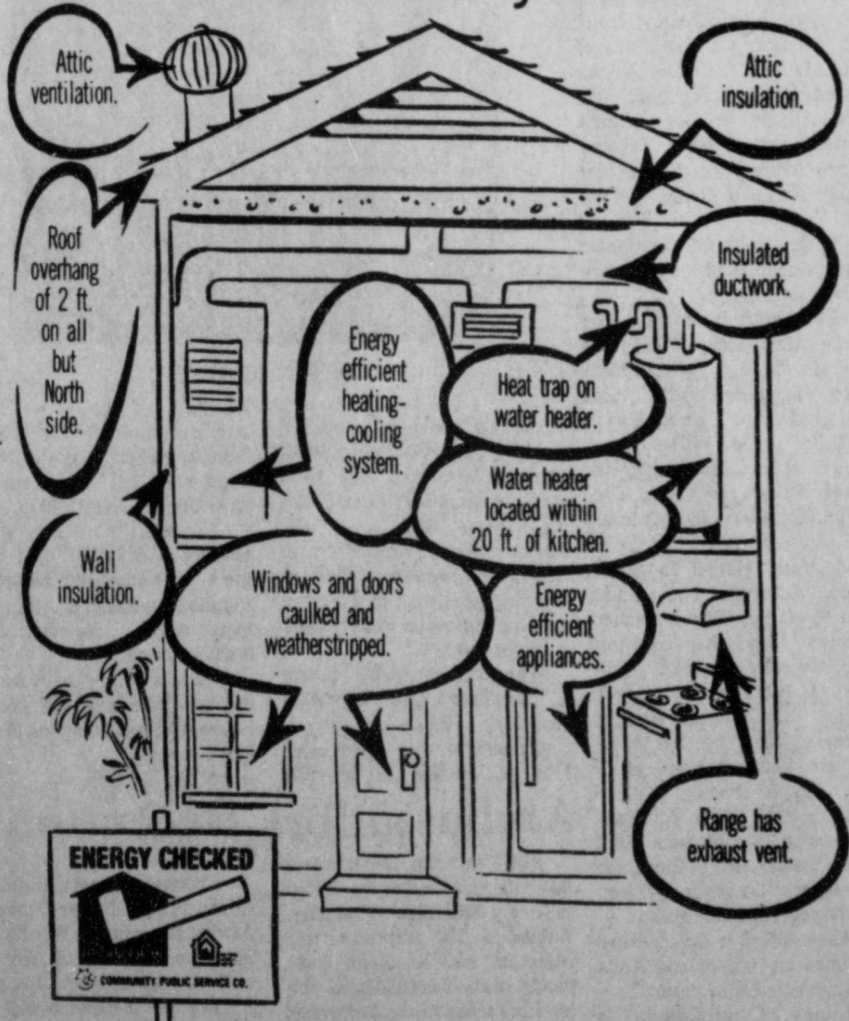 Attic
ventilation.
Attic
insulation.
Roof
overhang
of 2 ft.
on all
but
North
side.
Insulated
ductwork.
Energy
efficient
heating-
cooling
system.
Heat trap on
water heater.
Water heater
located within
20 ft. of kitchen.
Wall
insulation.
Windows and doors
caulked and
weatherstripped.
Energy
efficient
appliances.
Range has
exhaust vent.
ENERGY CHECKED
COMMUNITY PUBLIC SERVICE CO.